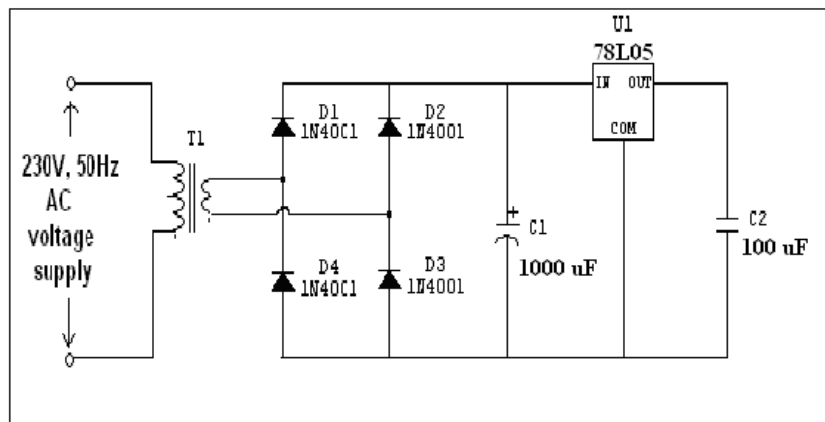 U1
78L05
IN OUT
COM
D1
1N40C1
D2
1N4001
T1
230V, 50Hz
AC
voltage
supply
D4
1N40C1
D3
1N4001
+
C1
1000 uF
C2
100 uF